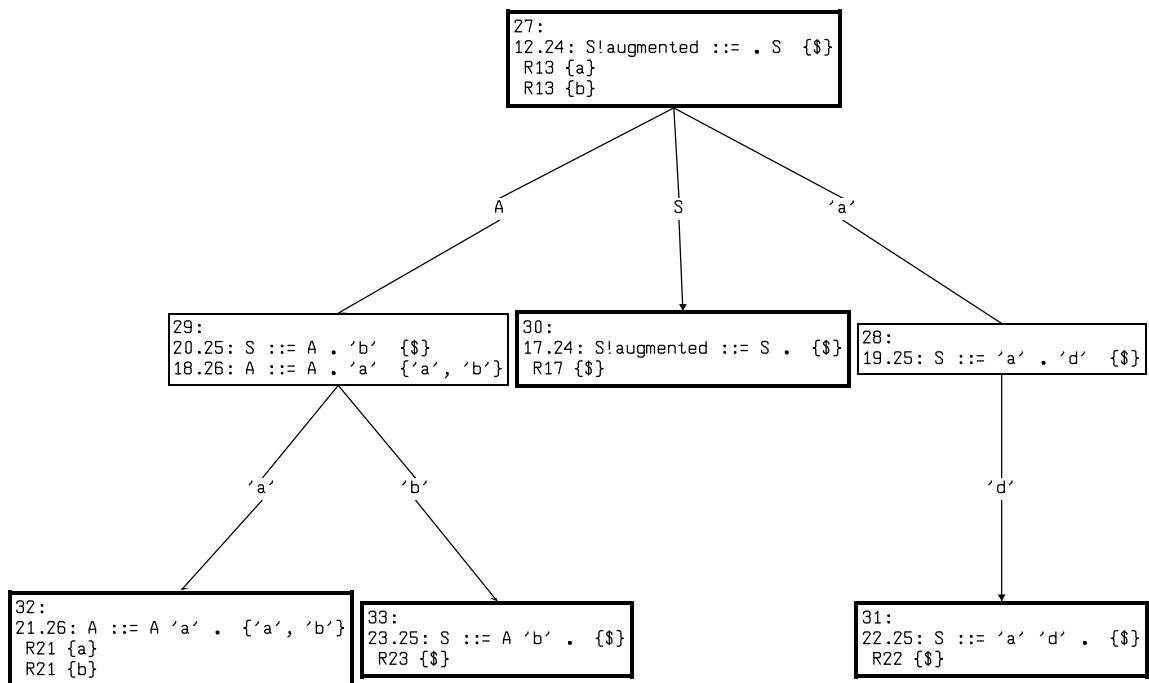 27:
12.24: S!augmented ::= . S {$}
R13 {a}
R13 {b}
A
S
'a'
29:
20.25: S ::= A . 'b' {$}
18.26: A ::= A . 'a' {'a', 'b'}
30:
17.24: S!augmented ::= S . {$}
R17 {$}
28:
19.25: S ::= 'a' . 'd' {$}
'a'
'b'
'd'
32:
21.26: A ::= A 'a' . {'a', 'b'}
R21 {a}
R21 {b}
33:
23.25: S ::= A 'b' . {$}
R23 {$}
31:
22.25: S ::= 'a' 'd' . {$}
R22 {$}